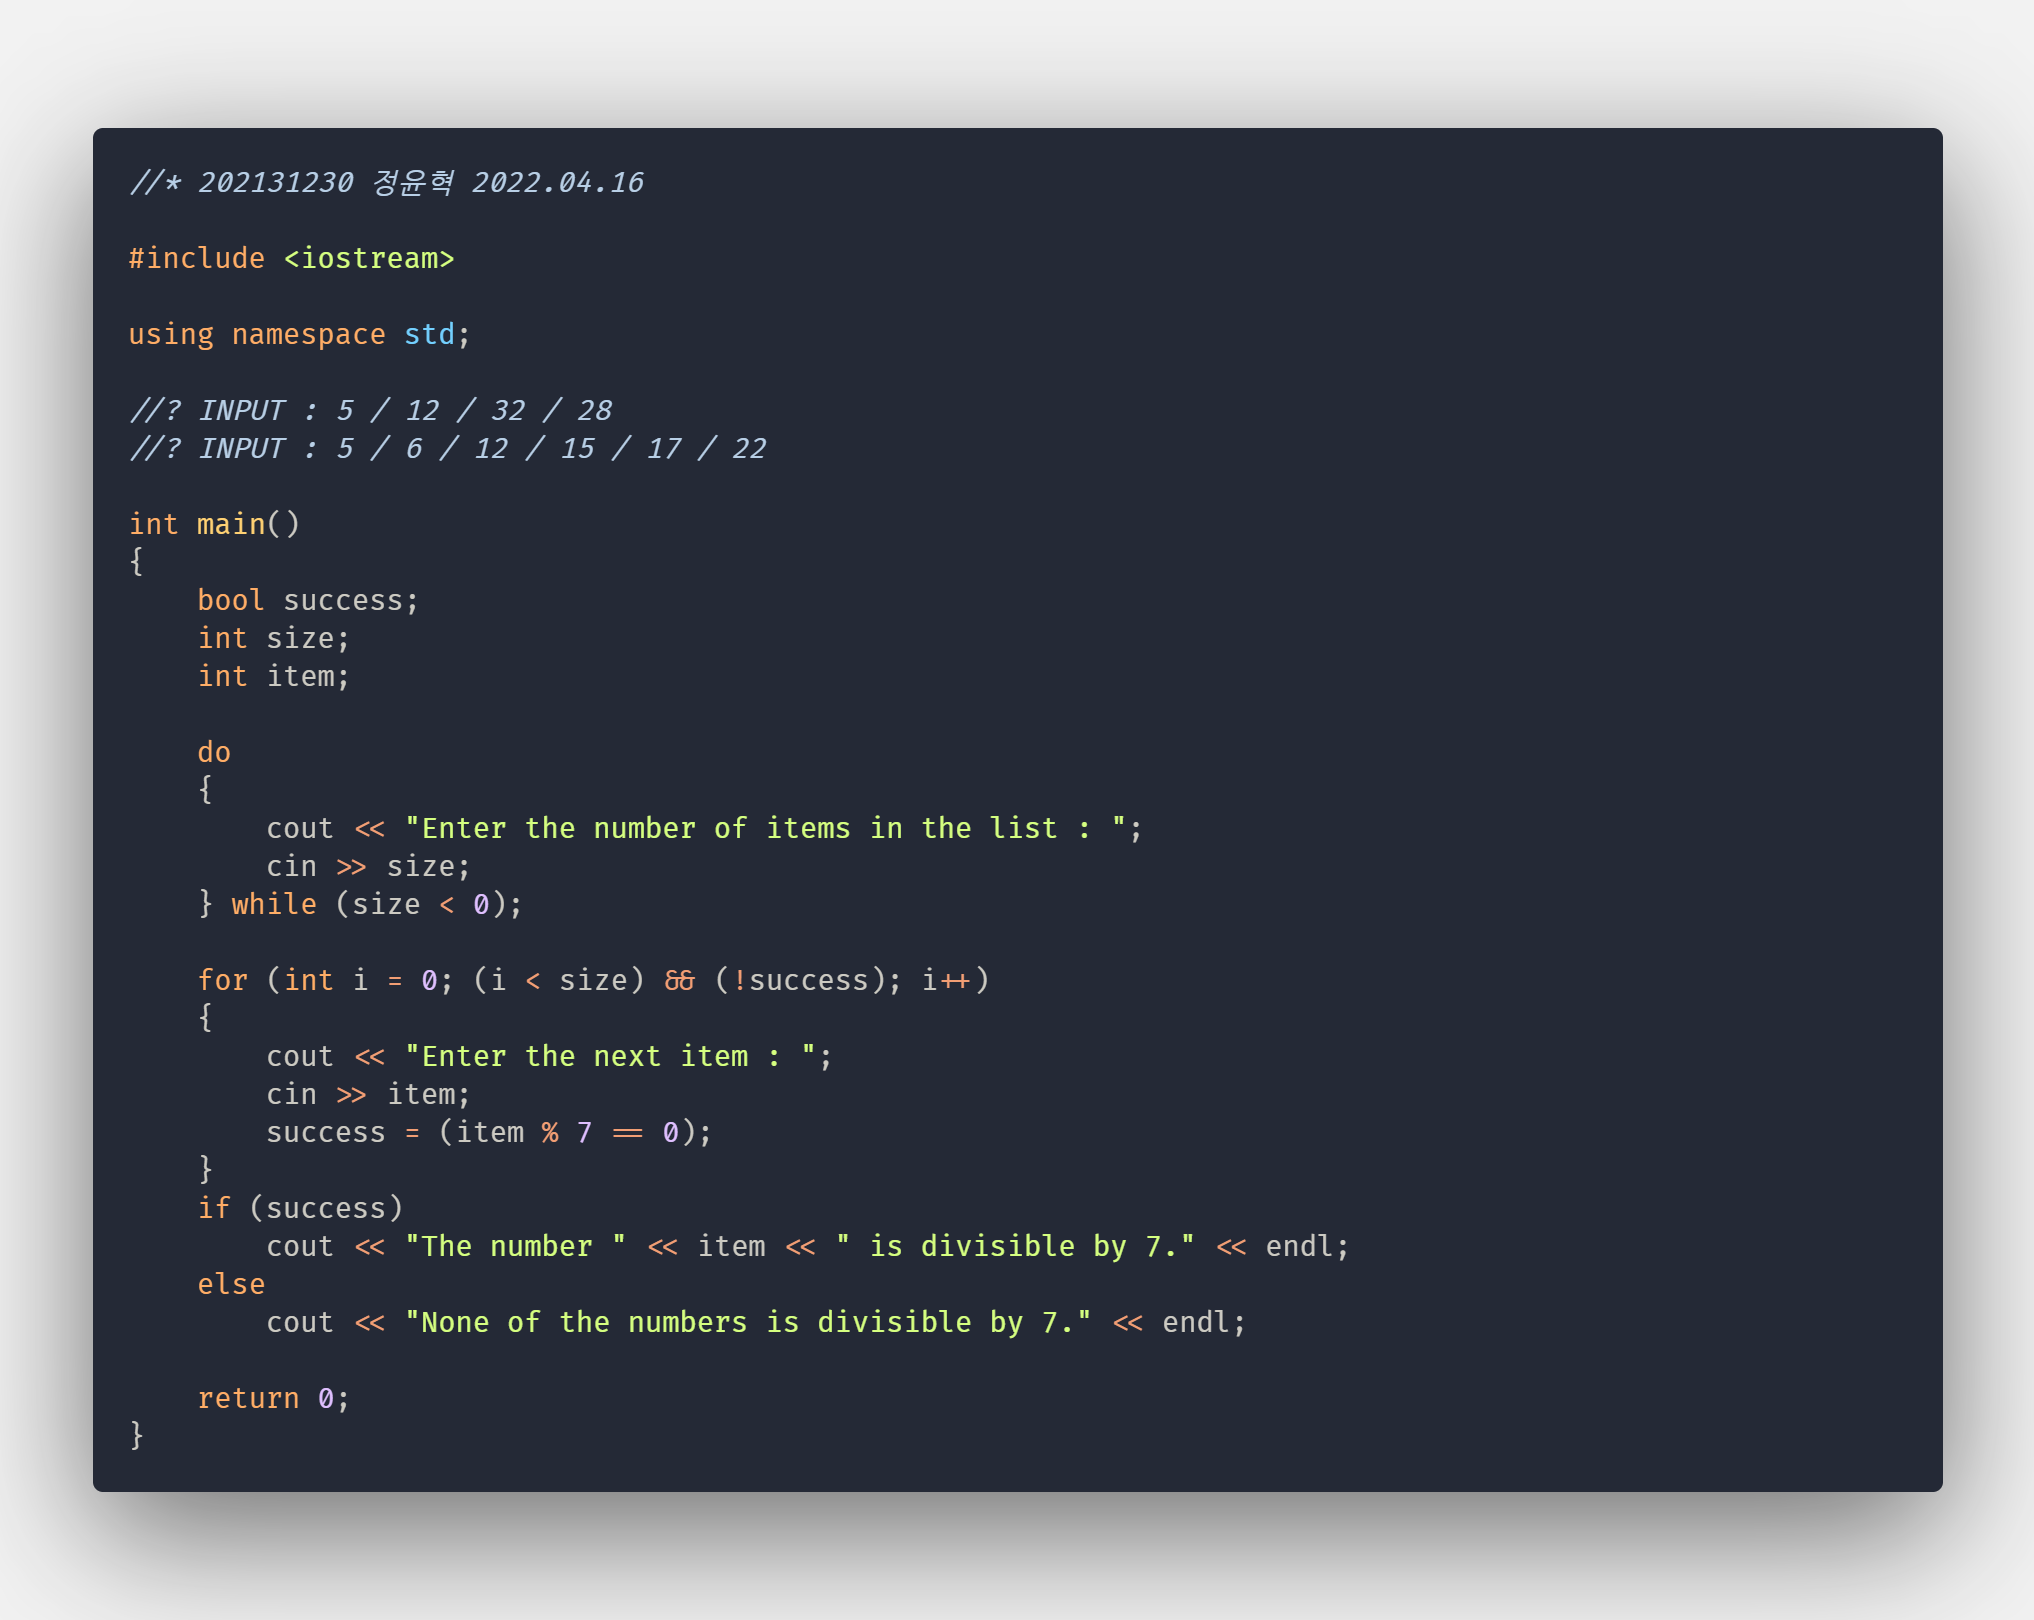 //* 202131230 정윤혁 2022.04.16
#include <iostream>
using namespace std;
//? INPUT : 5 / 12 / 32 / 28
//? INPUT : 5 / 6 / 12 / 15 / 17 / 22
int main()
{
    bool success;
    int size;
    int item;
    do
    {
        cout << "Enter the number of items in the list : ";
        cin >> size;
    } while (size < 0);
    for (int i = 0; (i < size) && (!success); i++)
    {
        cout << "Enter the next item : ";
        cin >> item;
        success = (item % 7 == 0);
    }
    if (success)
        cout << "The number " << item << " is divisible by 7." << endl;
    else
        cout << "None of the numbers is divisible by 7." << endl;
    return 0;
}